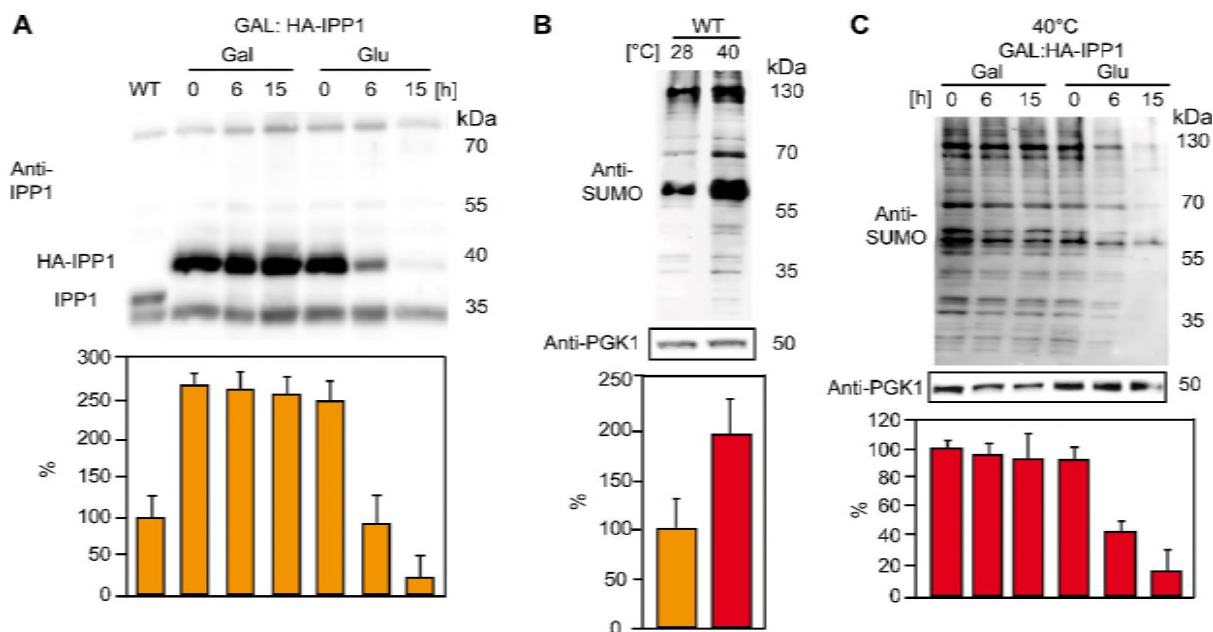 A
GAL: HA-IPP1
Gal Glu
WT 0 6 15 0 6 15 [h]
kDa
70
Anti-
IPP1
55
HA-IPP1
40
IPP1
35
300
250
200
150
100
50
0
%
B
WT
[°C] 28 40
kDa
130
70
Anti-
SUMO
55
35
Anti-PGK1 50
250
200
150
100
50
0
%
C
40°C
GAL:HA-IPP1
Gal Glu
[h] 0 6 15 0 6 15
kDa
130
70
Anti-
SUMO
55
35
Anti-PGK1 50
120
100
80
60
40
20
0
%